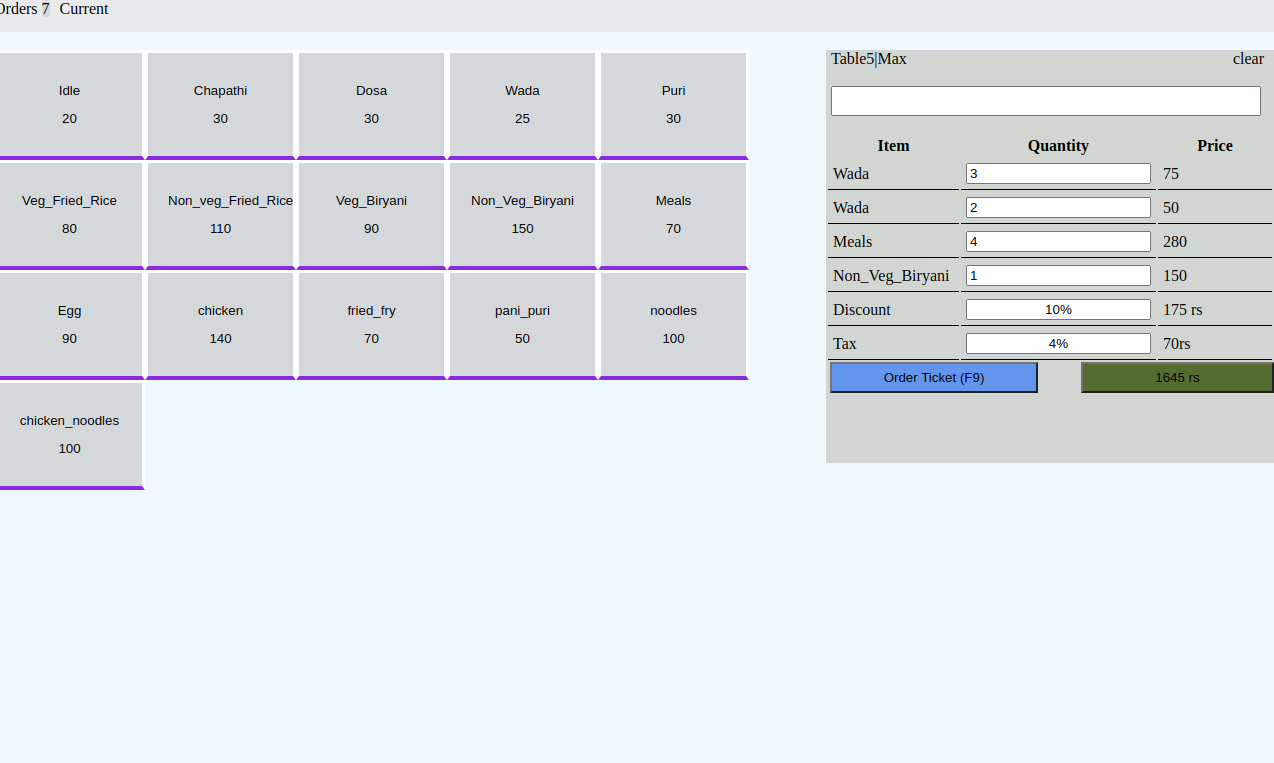 Orders 7 Current
Idle Chapathi Dosa Wada Puri
20 30 30 25 30
Veg_Fried_Rice Non_veg_Fried_Rice Veg_Biryani Non_Veg_Biryani Meals
80 110 90 150 70
Egg chicken fried_fry pani_puri noodles
90 140 70 50 100
chicken_noodles
100
Table5|Max clear
Item Quantity Price
Wada 3 75
Wada 2 50
Meals 4 280
Non_Veg_Biryani 1 150
Discount 10% 175 rs
Tax 4% 70rs
Order Ticket (F9) 1645 rs